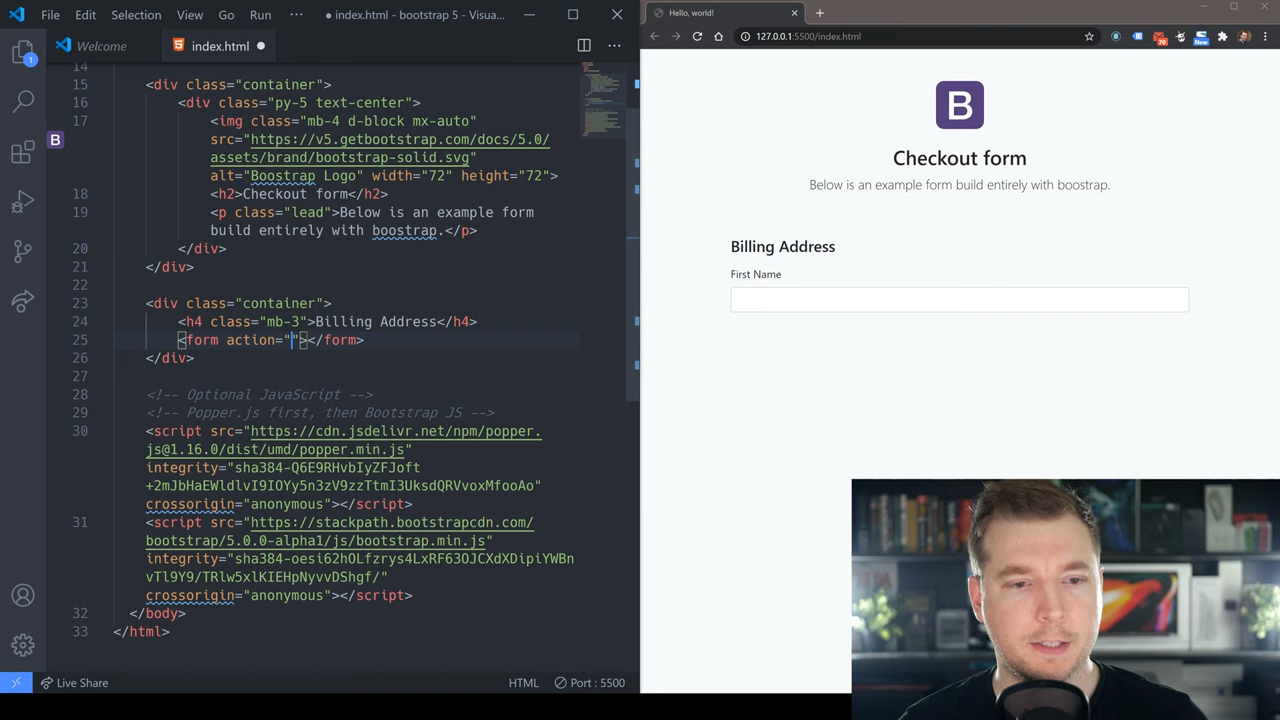 File Edit Selection View Go Run ··· ● index.html - bootstrap 5 - Visua...
Welcome
index.html ●
1
14
15 <div class="container">
16 <div class="py-5 text-center">
17 <img class="mb-4 d-block mx-auto"
src="https://v5.getbootstrap.com/docs/5.0/
assets/brand/bootstrap-solid.svg"
alt="Boostrap Logo" width="72" height="72">
18 <h2>Checkout form</h2>
19 <p class="lead">Below is an example form
build entirely with boostrap.</p>
20 </div>
21 </div>
22
23 <div class="container">
24 <h4 class="mb-3">Billing Address</h4>
25 <form action=""></form>
26 </div>
27
28 <!-- Optional JavaScript -->
29 <!-- Popper.js first, then Bootstrap JS -->
30 <script src="https://cdn.jsdelivr.net/npm/popper.
js@1.16.0/dist/umd/popper.min.js"
integrity="sha384-Q6E9RHvbIyZFJoft
+2mJbHaEWldlvI9IOYy5n3zV9zzTtmI3UksdQRVvoxMfooAo"
crossorigin="anonymous"></script>
31 <script src="https://stackpath.bootstrapcdn.com/
bootstrap/5.0.0-alpha1/js/bootstrap.min.js"
integrity="sha384-oesi62hOLfzrys4LxRF63OJCXdXDipiYWBn
vTl9Y9/TRlw5xlKIEHpNyvvDShgf/"
crossorigin="anonymous"></script>
32 </body>
33 </html>
Live Share HTML Port : 5500
Hello, world!
127.0.0.1:5500/index.html
70
New
B
B
Checkout form
Below is an example form build entirely with boostrap.
Billing Address
First Name